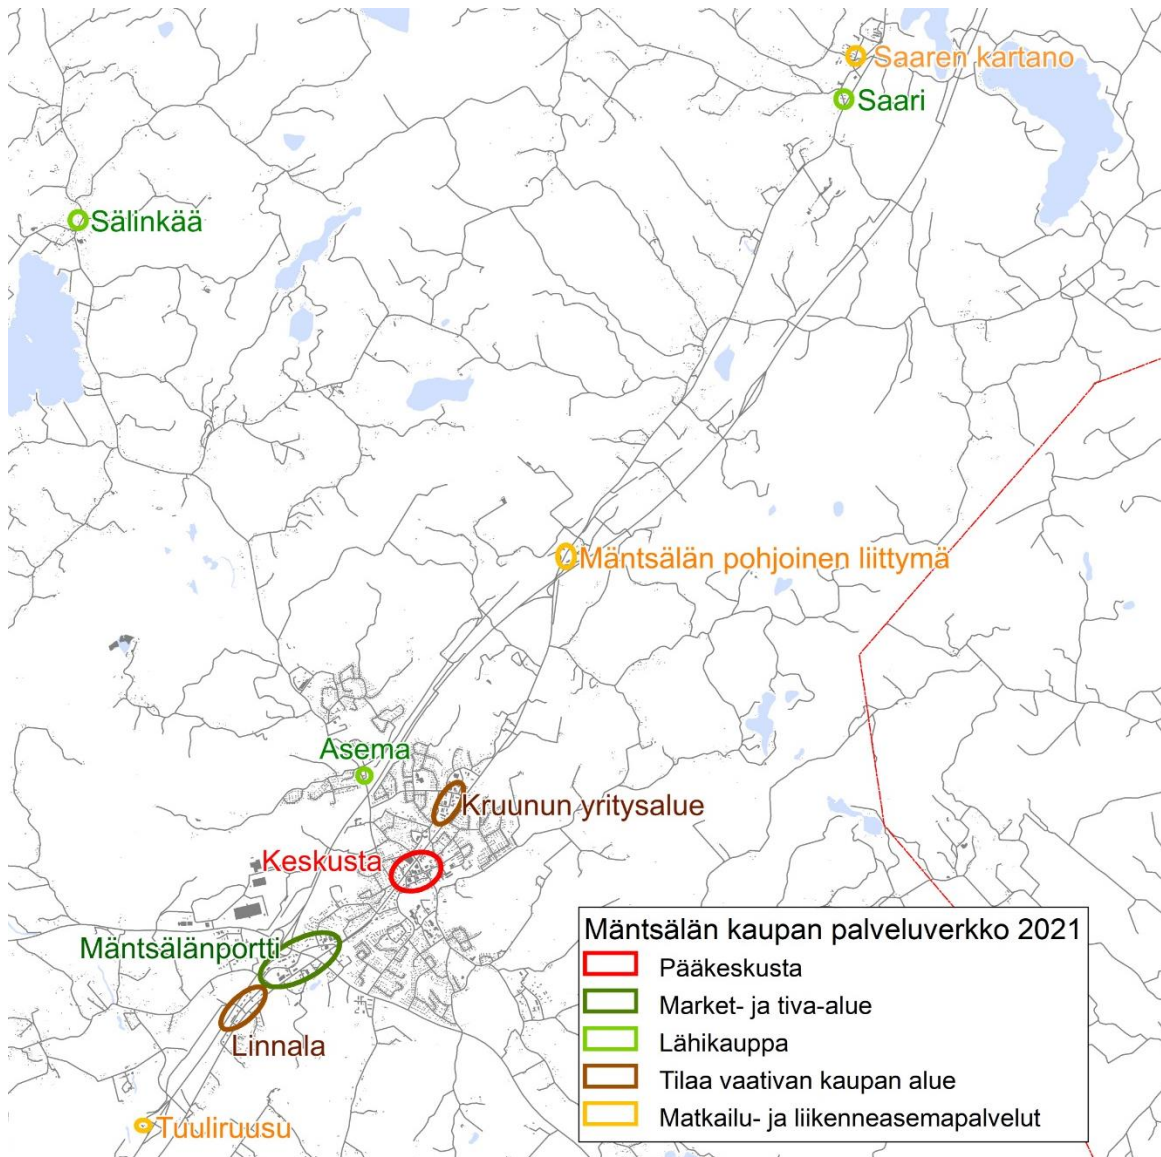 Saaren kartano
Saari
Sälinkää
Mäntsälän pohjoinen liittymä
Asema
Kruunun yritysalue
Keskusta
Mäntsälänportti
Linnala
Tuuliruusu
Mäntsälän kaupan palveluverkko 2021
Pääkeskusta
Market- ja tiva-alue
Lähikauppa
Tilaa vaativan kaupan alue
Matkailu- ja liikenneasemapalvelut